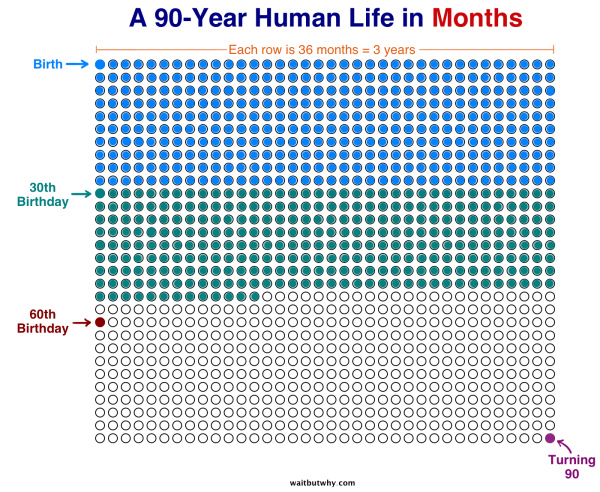 A 90-Year Human Life in Months
Each row is 36 months = 3 years
Birth
30th
Birthday
60th
Birthday
Turning
90
waitbutwhy.com